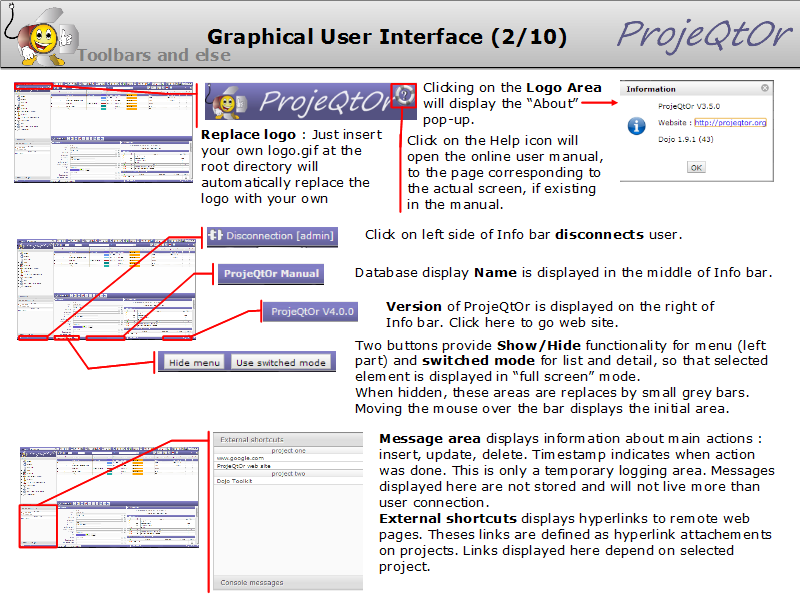 Graphical User Interface (2/10)
ProjeQtOr
Toolbars and else
ProjeQtOr
Replace logo : Just insert
your own logo.gif at the
root directory will
automatically replace the
logo with your own
Clicking on the Logo Area
will display the “About”
pop-up.
Click on the Help icon will
open the online user manual,
to the page corresponding to
the actual screen, if existing
in the manual.
Information
ProjeQtOr V3.5.0
Website : http://projeqtor.org
Dojo 1.9.1 (43)
OK
Disconnection [admin]
Click on left side of Info bar disconnects user.
ProjeQtOr Manual
Database display Name is displayed in the middle of Info bar.
ProjeQtOr V4.0.0
Version of ProjeQtOr is displayed on the right of
Info bar. Click here to go web site.
Hide menu
Use switched mode
Two buttons provide Show/Hide functionality for menu (left
part) and switched mode for list and detail, so that selected
element is displayed in “full screen” mode.
When hidden, these areas are replaces by small grey bars.
Moving the mouse over the bar displays the initial area.
External shortcuts
project one
www.google.com
ProjeQtOr web site
project two
Dojo Toolkit
Console messages
Message area displays information about main actions :
insert, update, delete. Timestamp indicates when action
was done. This is only a temporary logging area. Messages
displayed here are not stored and will not live more than
user connection.
External shortcuts displays hyperlinks to remote web
pages. Theses links are defined as hyperlink attachements
on projects. Links displayed here depend on selected
project.